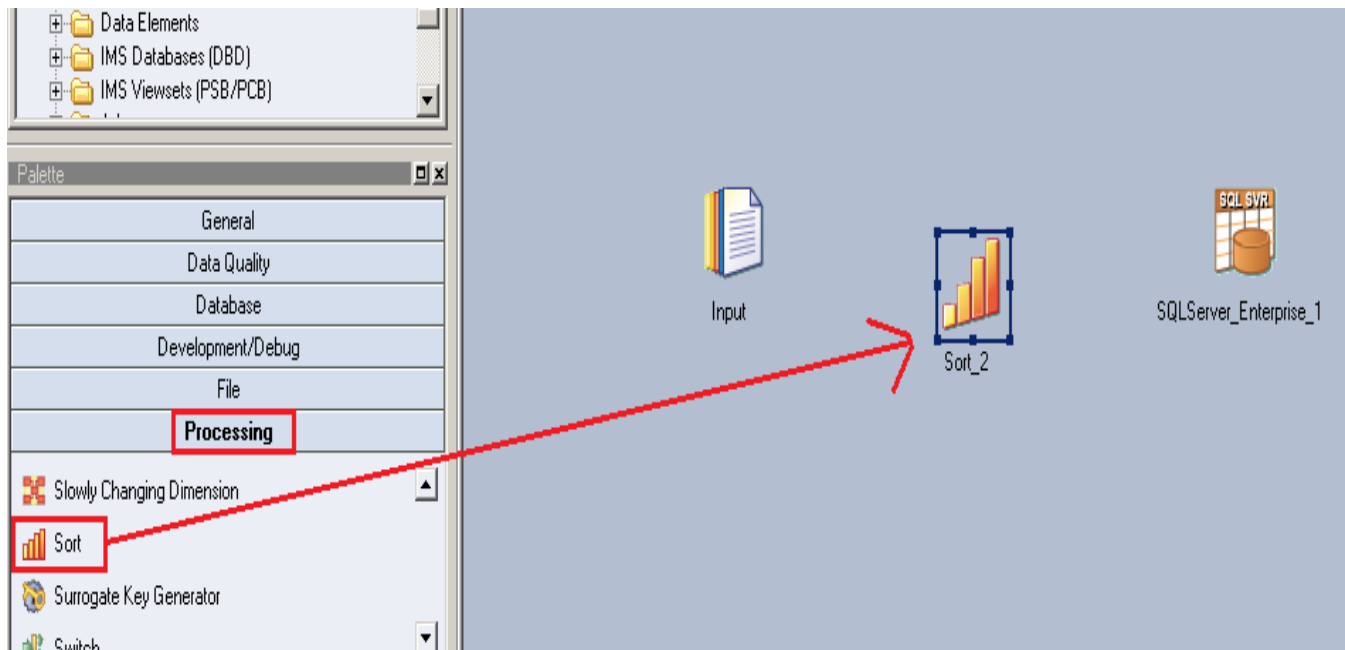 Data Elements
IMS Databases (DBD)
IMS Viewsets (PSB/PCB)
Palette
General
Data Quality
Database
Development/Debug
File
Processing
Slowly Changing Dimension
Sort
Surrogate Key Generator
Switch
Input
Sort_2
SQL SVR
SQLServer_Enterprise_1